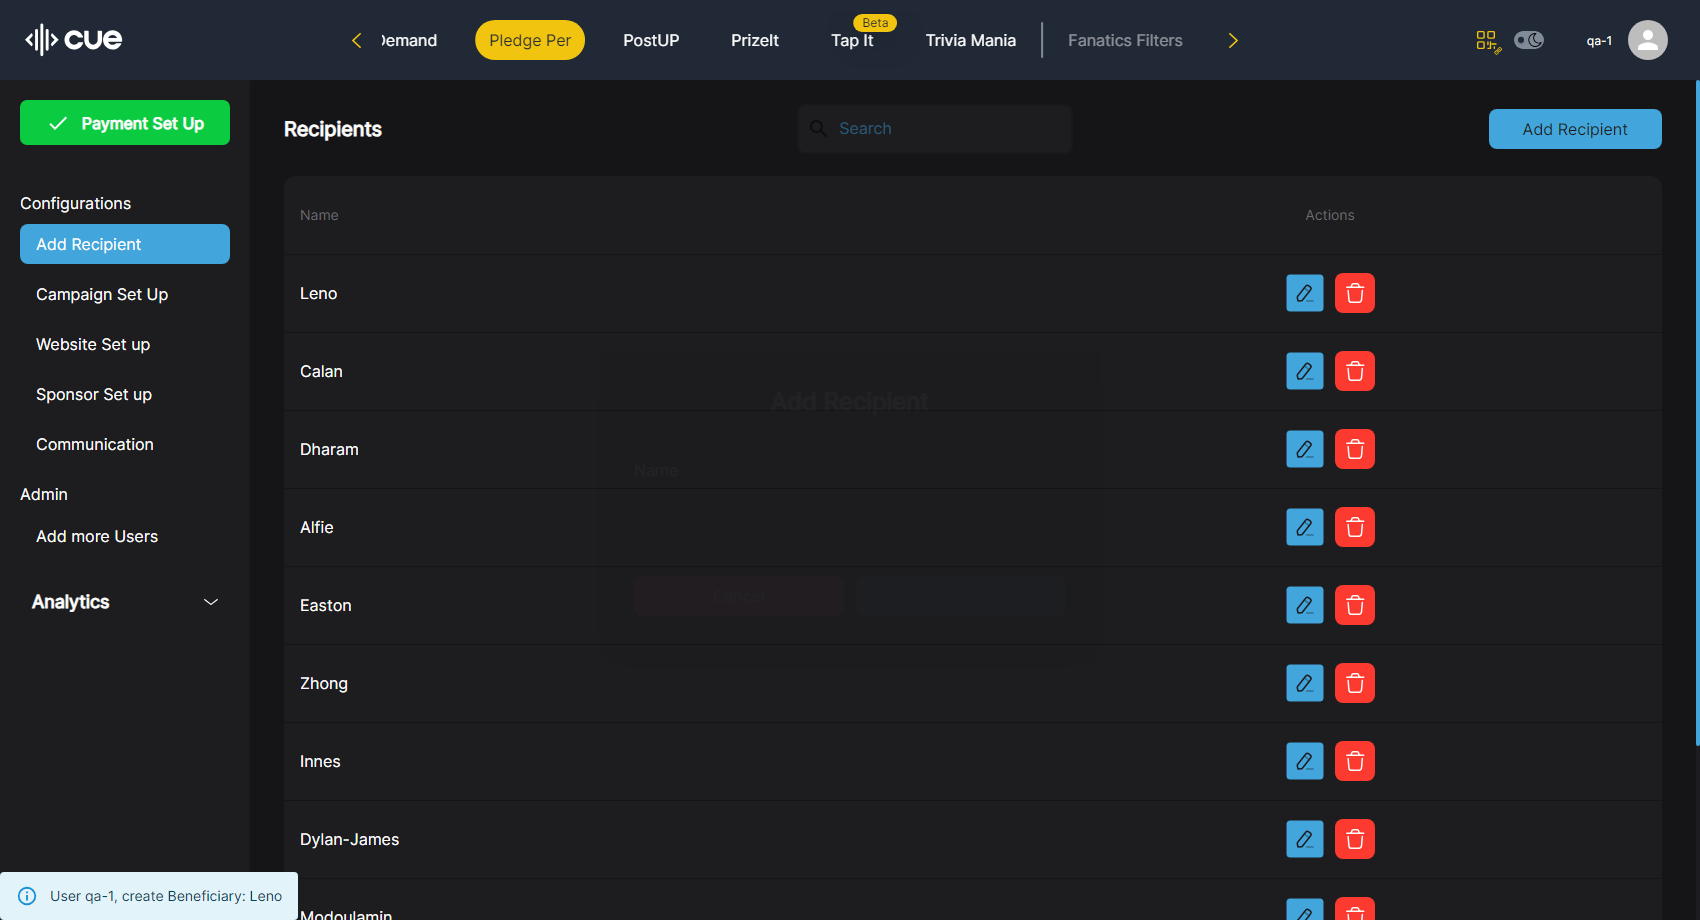 cue
Demand
Pledge Per
PostUP
PrizeIt
Beta
Tap It
Trivia Mania
Fanatics Filters
qa-1
Payment Set Up
Configurations
Add Recipient
Campaign Set Up
Website Set up
Sponsor Set up
Communication
Admin
Add more Users
Analytics
Recipients
Search
Add Recipient
Name
Actions
Leno
Calan
Add Recipient
Dharam
Name
Alfie
Cancel
Easton
Zhong
Innes
Dylan-James
Modoulamin
User qa-1, create Beneficiary: Leno